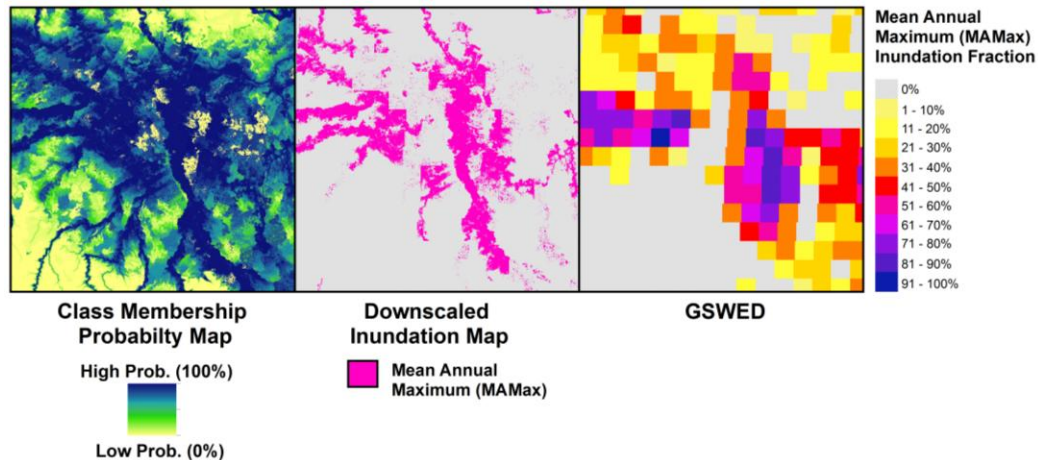 Mean Annual
Maximum (MAMax)
Inundation Fraction
0%
1 - 10%
11 - 20%
21 - 30%
31 - 40%
41 - 50%
51 - 60%
61 - 70%
71 - 80%
81 - 90%
91 - 100%
Class Membership
Probabilty Map
High Prob. (100%)
Low Prob. (0%)
Downscaled
Inundation Map
Mean Annual
Maximum (MAMax)
GSWED